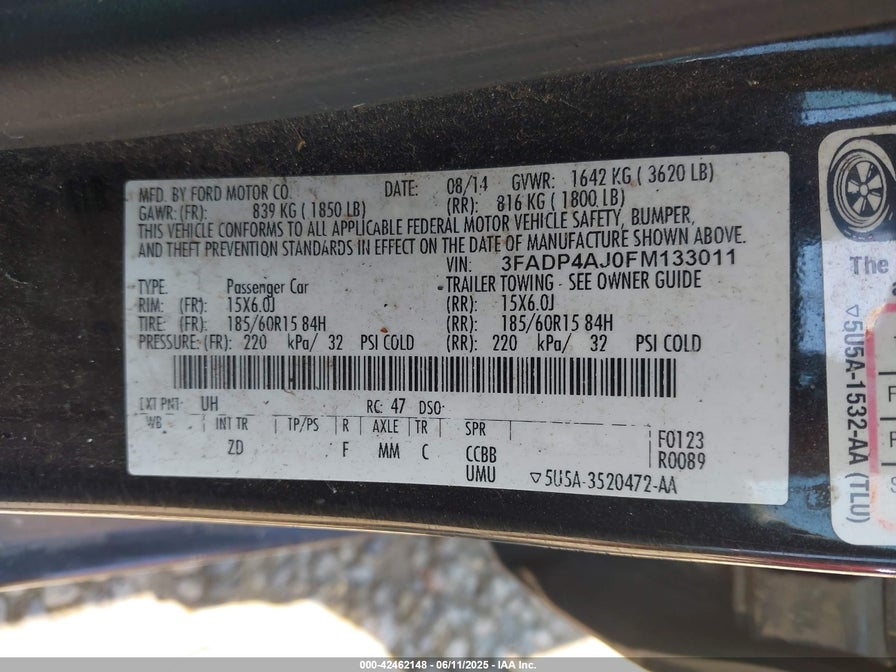 MFD. BY FORD MOTOR CO. DATE: 08/14 GVWR: 1642 KG ( 3620 LB)
GAWR: (FR): 839 KG ( 1850 LB) (RR): 816 KG ( 1800 LB)
THIS VEHICLE CONFORMS TO ALL APPLICABLE FEDERAL MOTOR VEHICLE SAFETY, BUMPER,
AND THEFT PREVENTION STANDARDS IN EFFECT ON THE DATE OF MANUFACTURE SHOWN ABOVE.
VIN: 3FADP4AJ0FM133011
TYPE: Passenger Car TRAILER TOWING - SEE OWNER GUIDE
RIM: (FR): 15X6.0J (RR): 15X6.0J
TIRE: (FR): 185/60R15 84H (RR): 185/60R15 84H
PRESSURE: (FR): 220 kPa/ 32 PSI COLD (RR): 220 kPa/ 32 PSI COLD
EXT PNT: UH RC: 47 DSO:
WB INT TR TP/PS R AXLE TR SPR
ZD F MM C CCBB
UMU
F0123
R0089
▽5U5A-3520472-AA
The
▽5U5A-1532-AA (TLU)
000-42462148 - 06/11/2025 - IAA Inc.